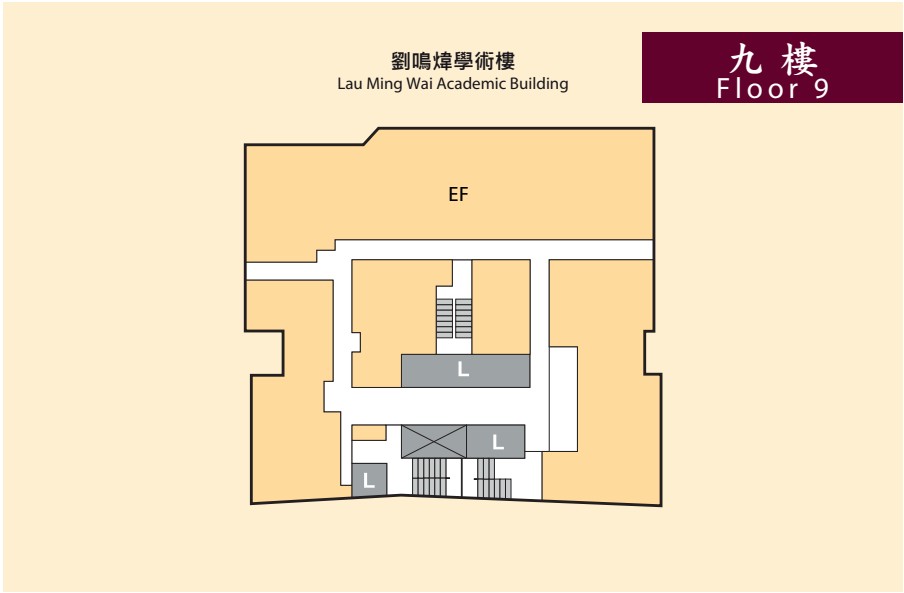 劉鳴煒學術樓
Lau Ming Wai Academic Building
九樓
Floor 9
EF
L
L
L